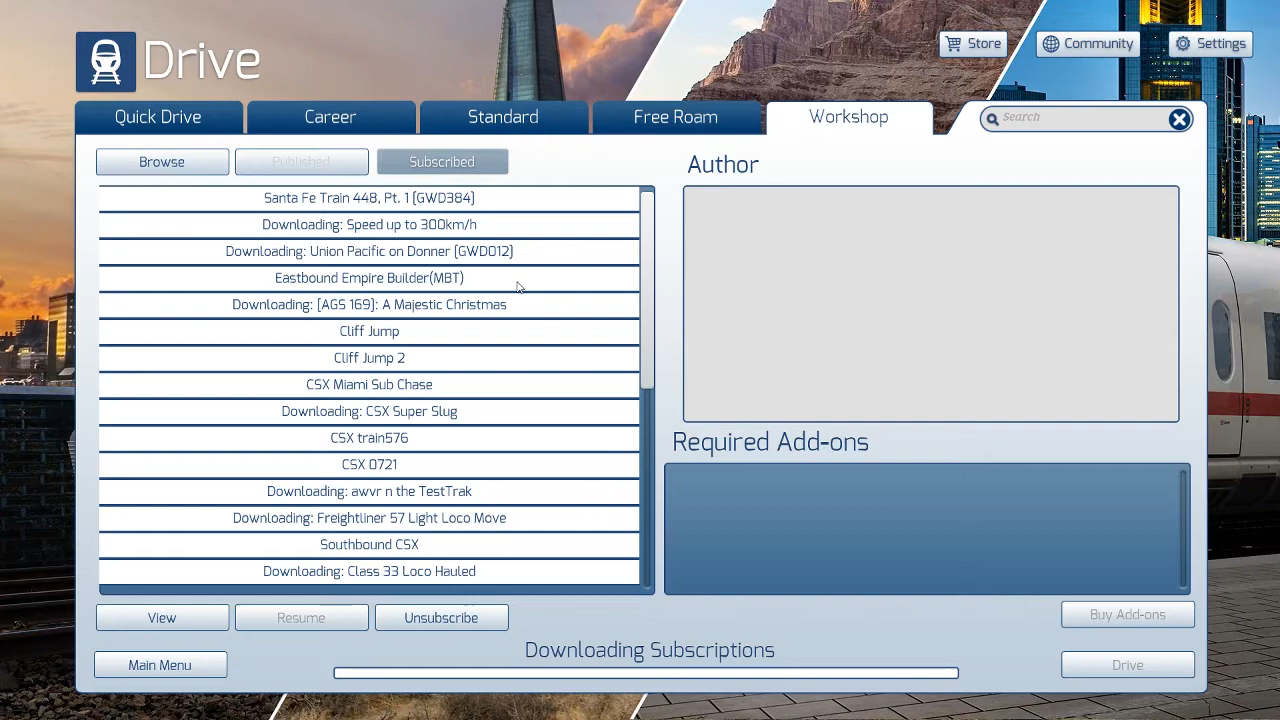 Drive
Store
Community
Settings
Quick Drive
Career
Standard
Free Roam
Workshop
Search
Browse
Published
Subscribed
Author
Santa Fe Train 448, Pt. 1 [GWD384]
Downloading: Speed up to 300km/h
Downloading: Union Pacific on Donner [GWD012]
Eastbound Empire Builder(MBT)
Downloading: [AGS 169]: A Majestic Christmas
Cliff Jump
Cliff Jump 2
CSX Miami Sub Chase
Downloading: CSX Super Slug
CSX train576
CSX 0721
Downloading: awvr n the TestTrak
Downloading: Freightliner 57 Light Loco Move
Southbound CSX
Downloading: Class 33 Loco Hauled
Required Add-ons
View
Resume
Unsubscribe
Buy Add-ons
Downloading Subscriptions
Main Menu
Drive